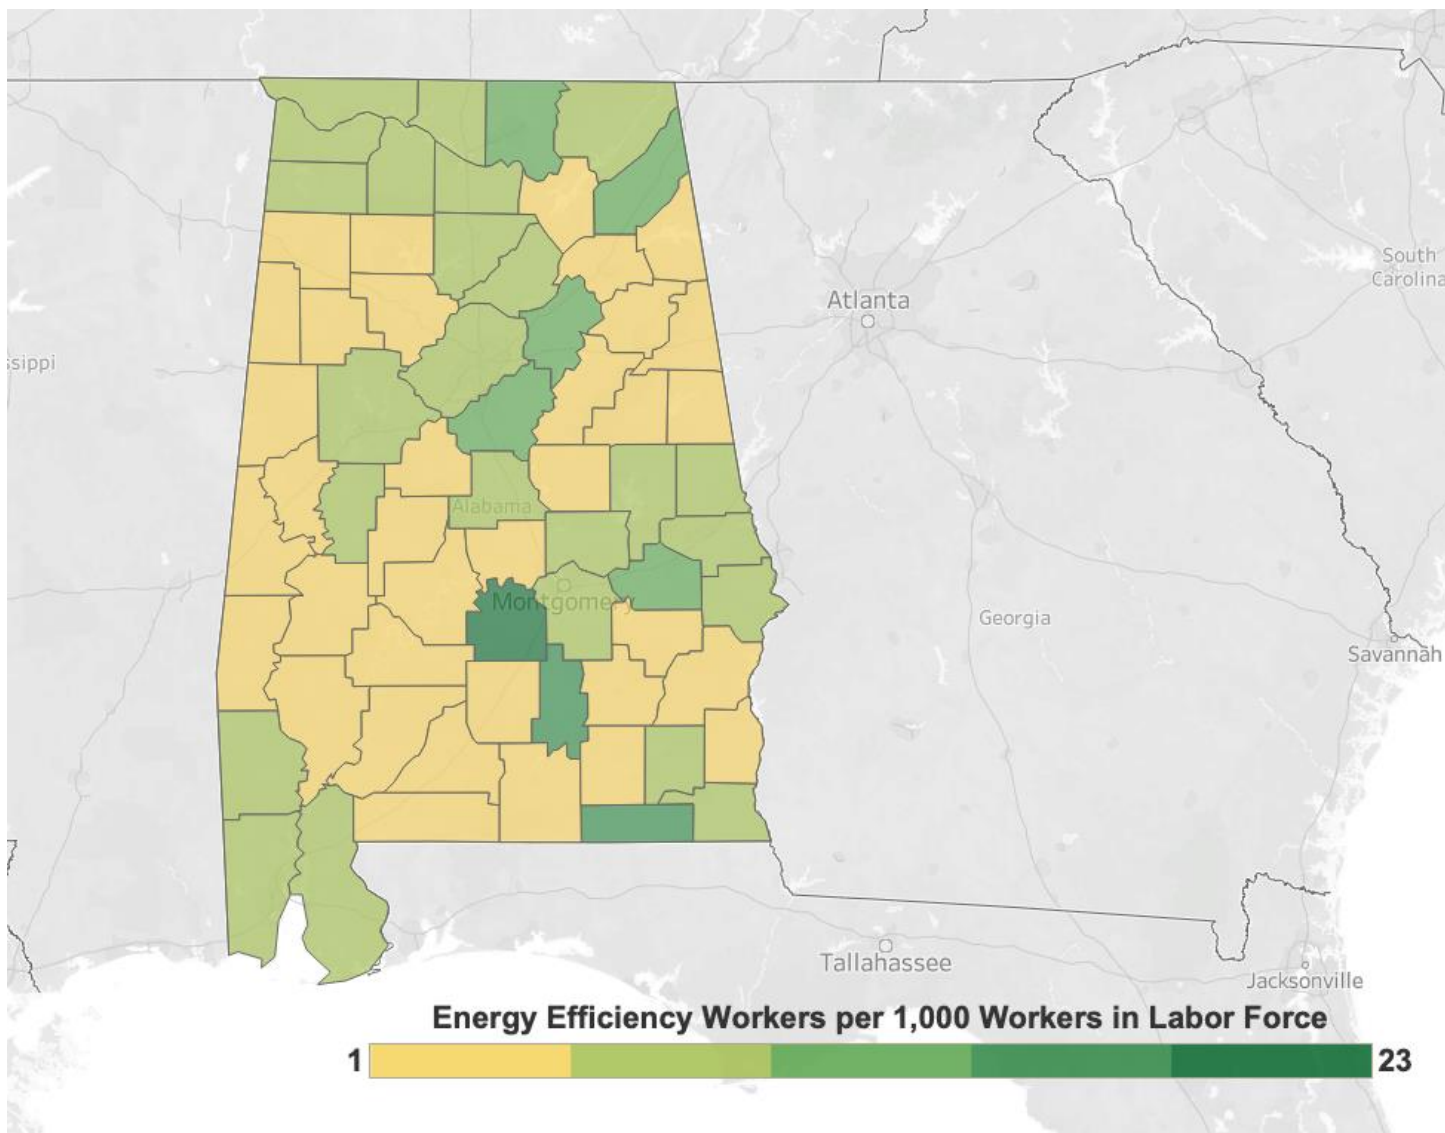 South
Carolina
Atlanta
ssippi
Alabama
Montgomery
Georgia
Savannah
Tallahassee
Jacksonville
Energy Efficiency Workers per 1,000 Workers in Labor Force
1
23